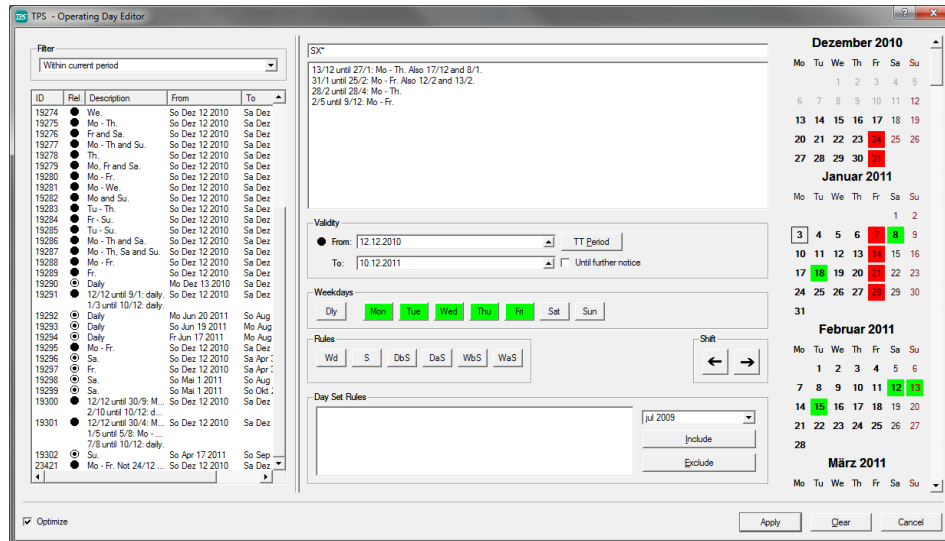 TPS - Operating Day Editor
Filter
Within current period
ID Rel. Description From To
19274 We. So Dez 12 2010 Sa Dez
19275 Mo - Th. So Dez 12 2010 Sa Dez
19276 Fr and Sa. So Dez 12 2010 Sa Dez
19277 Mo - Th and Su. So Dez 12 2010 Sa Dez
19278 Th. So Dez 12 2010 Sa Dez
19279 Mo, Fr and Sa. So Dez 12 2010 Sa Dez
19280 Mo - Fr. So Dez 12 2010 Sa Dez
19281 Mo - We. So Dez 12 2010 Sa Dez
19282 Mo and Su. So Dez 12 2010 Sa Dez
19283 Tu - Th. So Dez 12 2010 Sa Dez
19284 Fr - Su. So Dez 12 2010 Sa Dez
19285 Tu - Su. So Dez 12 2010 Sa Dez
19286 Mo - Th and Sa. So Dez 12 2010 Sa Dez
19287 Mo - Th, Sa and Su. So Dez 12 2010 Sa Dez
19288 Mo - Fr. So Dez 12 2010 Sa Dez
19289 Fr. So Dez 12 2010 Sa Dez
19290 Daily Mo Dez 13 2010 Sa Dez
19291 12/12 until 9/1: daily. So Dez 12 2010 Sa Dez
1/3 until 10/12: daily.
19292 Daily Mo Jun 20 2011 So Aug
19293 Daily So Jun 19 2011 Mo Aug
19294 Daily Fr Jun 17 2011 Mo Aug
19295 Mo - Fr. So Dez 12 2010 Sa Dez
19296 Sa. So Dez 12 2010 Sa Apr
19297 Fr. So Dez 12 2010 Sa Apr
19298 Sa. So Mai 1 2011 So Aug
19299 Sa. So Mai 1 2011 So Okt
19300 12/12 until 30/9: M... So Dez 12 2010 Sa Dez
2/10 until 10/12: d...
19301 12/12 until 30/4: M... So Dez 12 2010 Sa Dez
1/5 until 5/8: Mo - ...
7/8 until 10/12: daily.
19302 Su. So Apr 17 2011 So Sep
23421 Mo - Fr. Not 24/12 ... So Dez 12 2010 Sa Dez
Optimize
SX*
13/12 until 27/1: Mo - Th. Also 17/12 and 8/1.
31/1 until 25/2: Mo - Fr. Also 12/2 and 13/2.
28/2 until 28/4: Mo - Th.
2/5 until 9/12: Mo - Fr.
Validity
From: 12.12.2010 TT Period
To: 10.12.2011 Until further notice
Weekdays
Dly Mon Tue Wed Thu Fri Sat Sun
Rules
Wd S DbS DaS WbS WaS
Shift
Day Set Rules
jul 2009
Include
Exclude
Dezember 2010
Mo Tu We Th Fr Sa Su
1 2 3 4 5
6 7 8 9 10 11 12
13 14 15 16 17 18 19
20 21 22 23 24 25 26
27 28 29 30 31
Januar 2011
Mo Tu We Th Fr Sa Su
1 2
3 4 5 6 7 8 9
10 11 12 13 14 15 16
17 18 19 20 21 22 23
24 25 26 27 28 29 30
31
Februar 2011
Mo Tu We Th Fr Sa Su
1 2 3 4 5 6
7 8 9 10 11 12 13
14 15 16 17 18 19 20
21 22 23 24 25 26 27
28
März 2011
Mo Tu We Th Fr Sa Su
Apply Clear Cancel